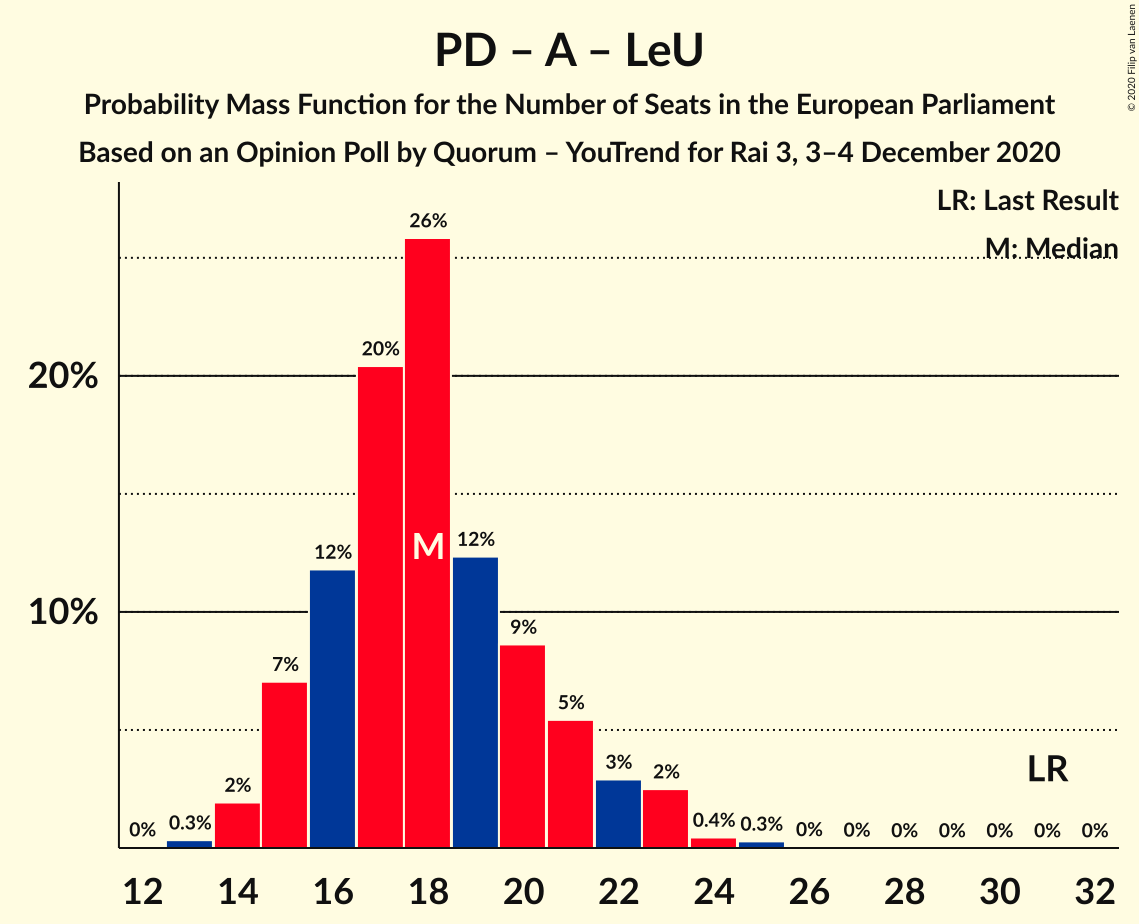 PD – A – LeU
Probability Mass Function for the Number of Seats in the European Parliament
Based on an Opinion Poll by Quorum – YouTrend for Rai 3, 3–4 December 2020
© 2020 Filip van Laenen
LR: Last Result
M: Median
20%
10%
0% 0.3% 2% 7% 12% 20% 26% 12% 9% 5% 3% 2% 0.4% 0.3% 0% 0% 0% 0% 0% 0% 0%
M
LR
12 14 16 18 20 22 24 26 28 30 32